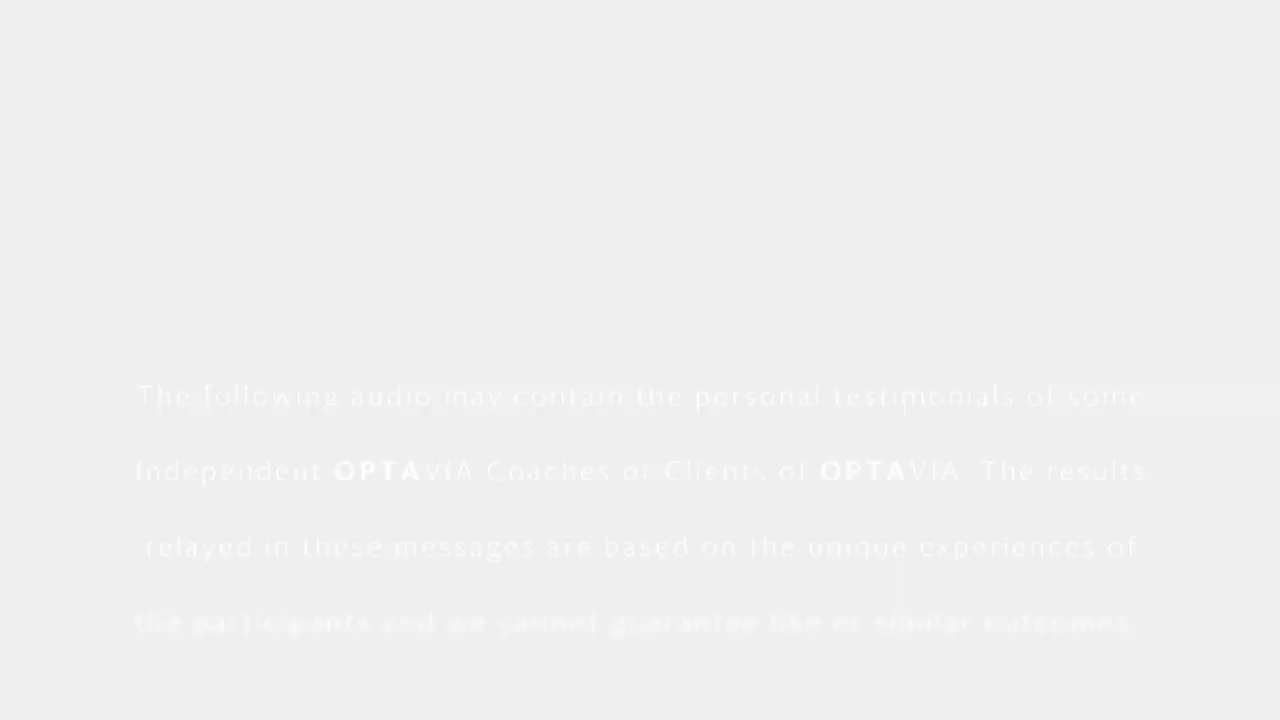 The following audio may contain the personal testimonials of some
Independent OPTAVIA Coaches or Clients of OPTAVIA. The results
relayed in these messages are based on the unique experiences of
the participants and we cannot guarantee like or similar outcomes.